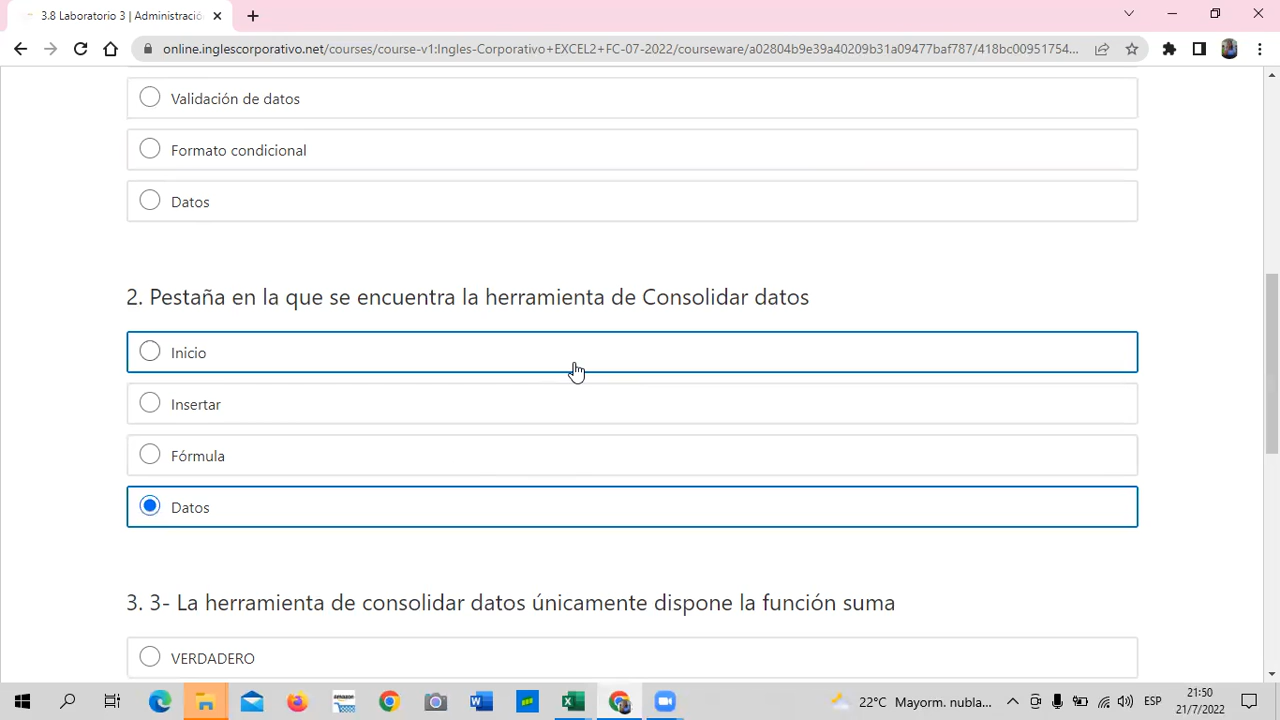 3.8 Laboratorio 3 | Administració
online.inglescorporativo.net/courses/course-v1:Ingles-Corporativo+EXCEL2+FC-07-2022/courseware/a02804b9e39a40209b31a09477baf787/418bc00951754...
Validación de datos
Formato condicional
Datos
2. Pestaña en la que se encuentra la herramienta de Consolidar datos
Inicio
Insertar
Fórmula
Datos
3. 3- La herramienta de consolidar datos únicamente dispone la función suma
VERDADERO
22°C Mayorm. nubla...
ESP
21:50
21/7/2022